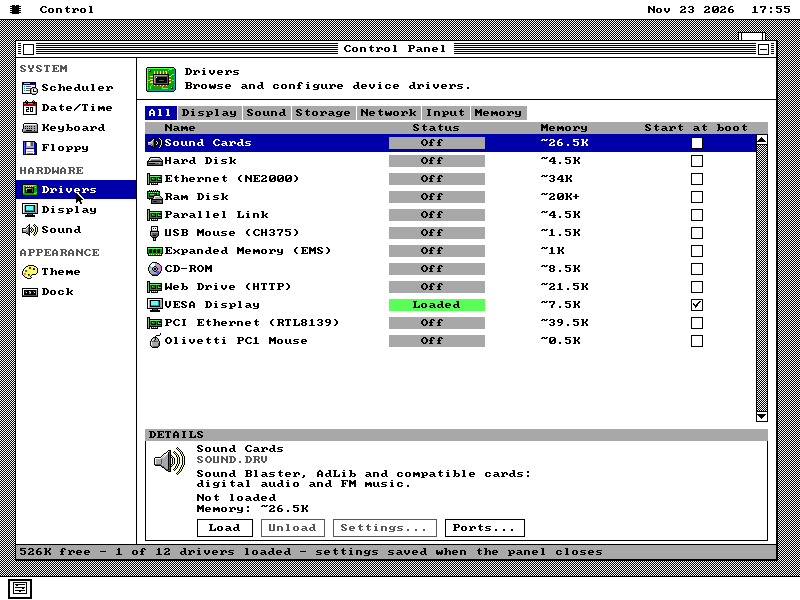 Control Nov 23 2026 17:55
Control Panel
SYSTEM
Scheduler
Date/Time
Keyboard
Floppy
HARDWARE
Drivers
Display
Sound
APPEARANCE
Theme
Dock
Drivers
Browse and configure device drivers.
All Display Sound Storage Network Input Memory
Name Status Memory Start at boot
Sound Cards Off ~26.5K
Hard Disk Off ~4.5K
Ethernet (NE2000) Off ~34K
Ram Disk Off ~20K+
Parallel Link Off ~4.5K
USB Mouse (CH375) Off ~1.5K
Expanded Memory (EMS) Off ~1K
CD-ROM Off ~8.5K
Web Drive (HTTP) Off ~21.5K
VESA Display Loaded ~7.5K
PCI Ethernet (RTL8139) Off ~39.5K
Olivetti PC1 Mouse Off ~0.5K
DETAILS
Sound Cards
SOUND.DRV
Sound Blaster, AdLib and compatible cards:
digital audio and FM music.
Not loaded
Memory: ~26.5K
Load Unload Settings... Ports...
526K free - 1 of 12 drivers loaded - settings saved when the panel closes